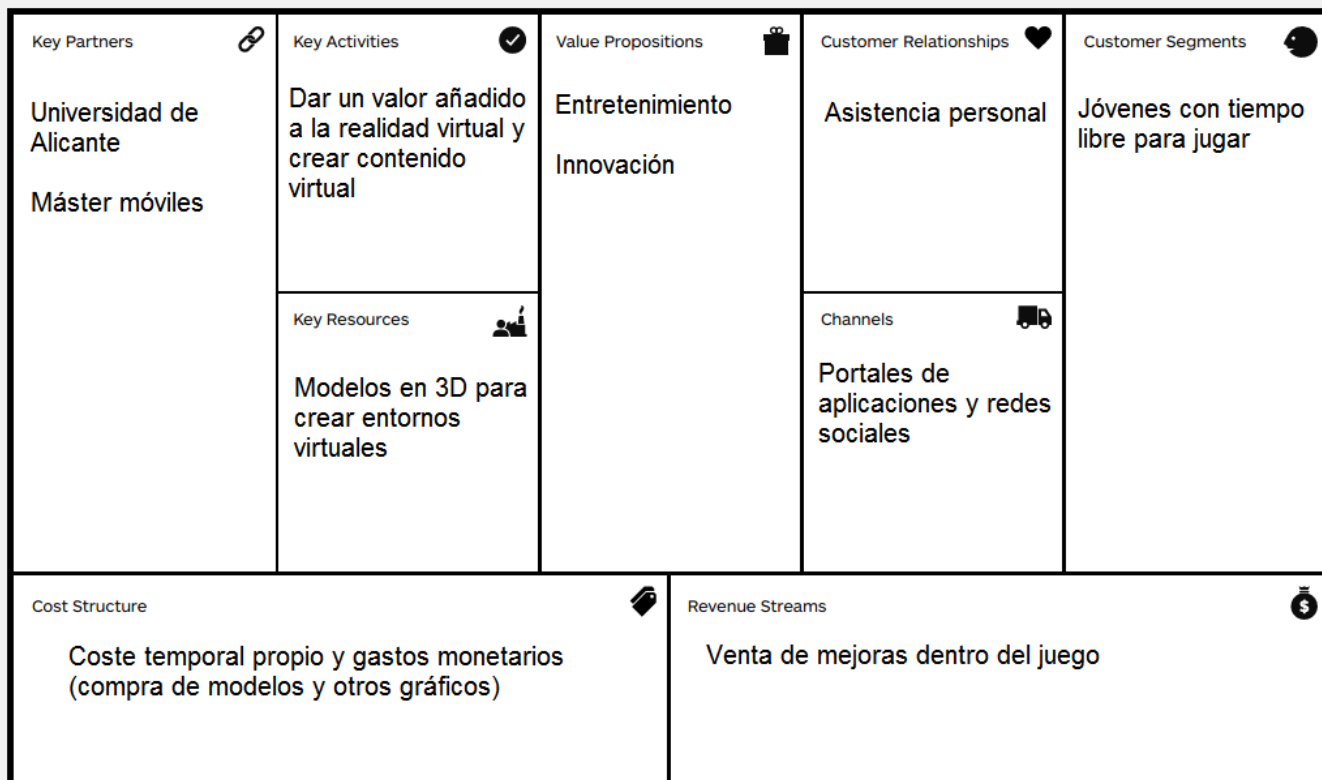 Key Partners
Universidad de
Alicante
Máster móviles
Key Activities
Dar un valor añadido
a la realidad virtual y
crear contenido
virtual
Key Resources
Modelos en 3D para
crear entornos
virtuales
Value Propositions
Entretenimiento
Innovación
Customer Relationships
Asistencia personal
Channels
Portales de
aplicaciones y redes
sociales
Customer Segments
Jóvenes con tiempo
libre para jugar
Cost Structure
Coste temporal propio y gastos monetarios
(compra de modelos y otros gráficos)
Revenue Streams
$
Venta de mejoras dentro del juego